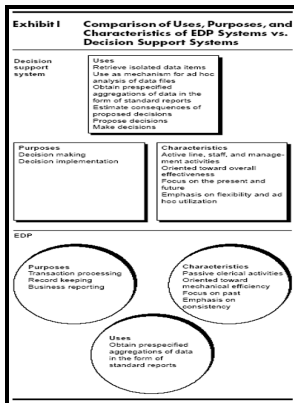 Exhibit I
Comparison of Uses, Purposes, and
Characteristics of EDP Systems vs.
Decision Support Systems
Decision
support
system
Uses
Retrieve isolated data items
Use as mechanism for ad hoc
analysis of data files
Obtain prespecified
aggregations of data in the
form of standard reports
Estimate consequences of
proposed decisions
Propose decisions
Make decisions
Purposes
Decision making
Decision implementation
Characteristics
Active line, staff, and manage-
ment activities
Oriented toward overall
effectiveness
Focus on the present and
future
Emphasis on flexibility and ad
hoc utilization
EDP
Purposes
Transaction processing
Record keeping
Business reporting
Characteristics
Passive clerical activities
Oriented toward
mechanical efficiency
Focus on past
Emphasis on
consistency
Uses
Obtain prespecified
aggregations of data
in the form of
standard reports